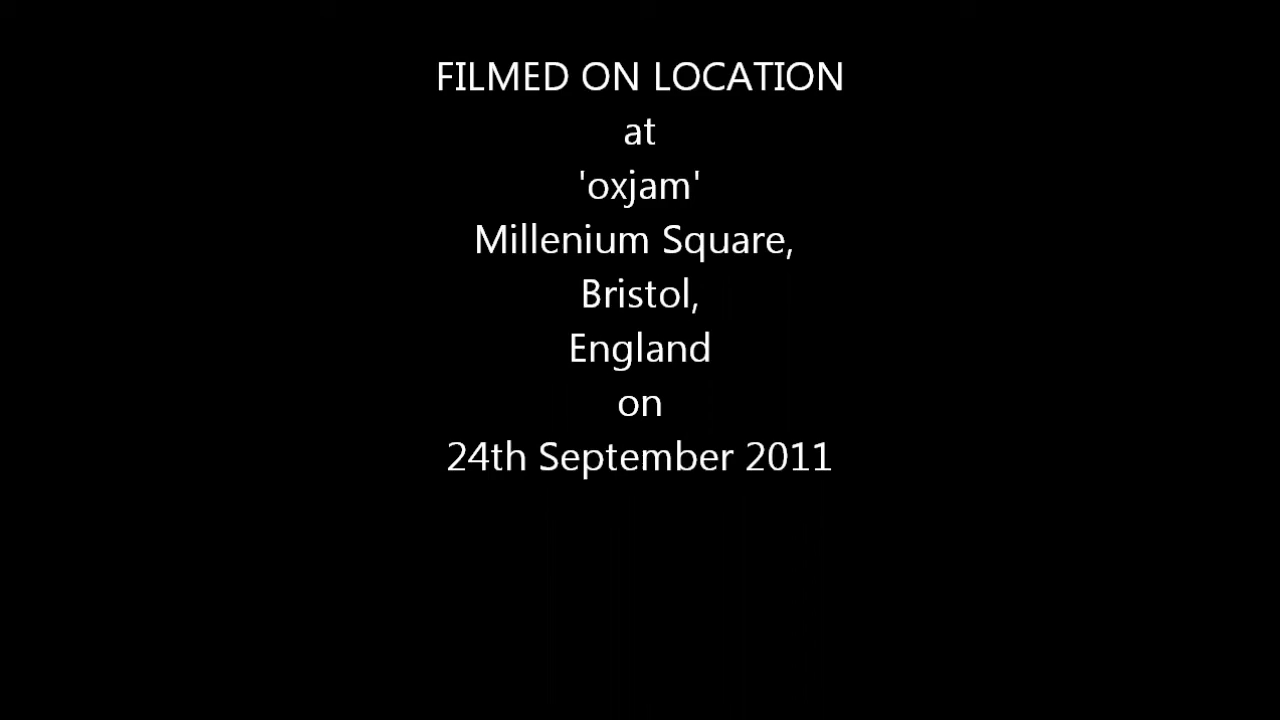 FILMED ON LOCATION
at
'oxjam'
Millenium Square,
Bristol,
England
on
24th September 2011